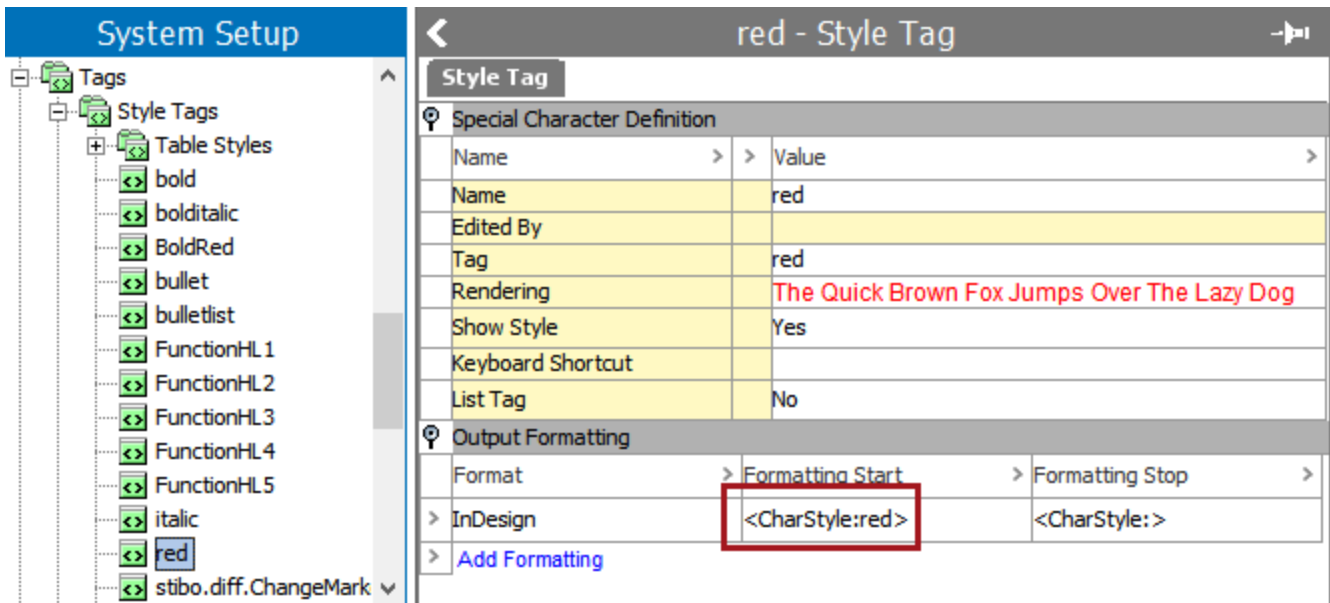 System Setup
Tags
Style Tags
Table Styles
bold
bolditalic
BoldRed
bullet
bulletlist
FunctionHL1
FunctionHL2
FunctionHL3
FunctionHL4
FunctionHL5
italic
red
stibo.diff.ChangeMark
red - Style Tag
Style Tag
Special Character Definition
Name > > Value >
Name red
Edited By
Tag red
Rendering The Quick Brown Fox Jumps Over The Lazy Dog
Show Style Yes
Keyboard Shortcut
List Tag No
Output Formatting
Format > Formatting Start > Formatting Stop >
> InDesign <CharStyle:red> <CharStyle:>
> Add Formatting